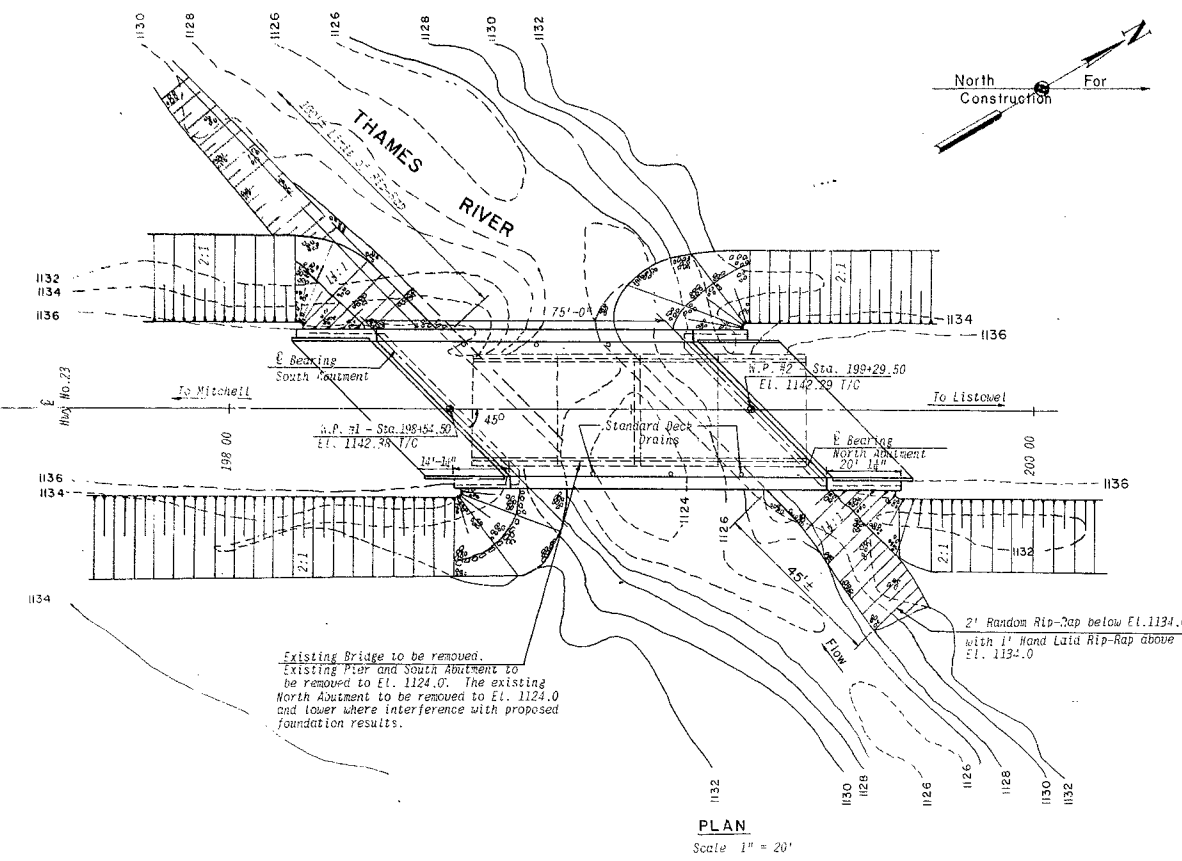 1130
1128
1126
1126
1128
1130
1132
N
North For
Construction
THAMES
RIVER
2:1
1½:1
2:1
1132
1134
1136
75'-0"
1134
1136
℄ Bearing
South Abutment
W.P. #2 - Sta. 199+29.50
El. 1142.29 T/C
℄
Hwy No.23
To Mitchell
To Listowel
45°
W.P. #1 - Sta. 198+54.50
El. 1142.38 T/C
Standard Deck
Drains
198 00
200 00
℄ Bearing
North Abutment
1136
1134
1136
1124
1126
2:1
2:1
1132
45'±
1134
Flow
2' Random Rip-Rap below El.1134.0
with 1' Hand Laid Rip-Rap above
El. 1134.0
Existing Bridge to be removed.
Existing Pier and South Abutment to
be removed to El. 1124.0. The existing
North Abutment to be removed to El. 1124.0
and lower where interference with proposed
foundation results.
1132
1130
1128
1126
1126
1128
1130
1132
PLAN
Scale 1" = 20'